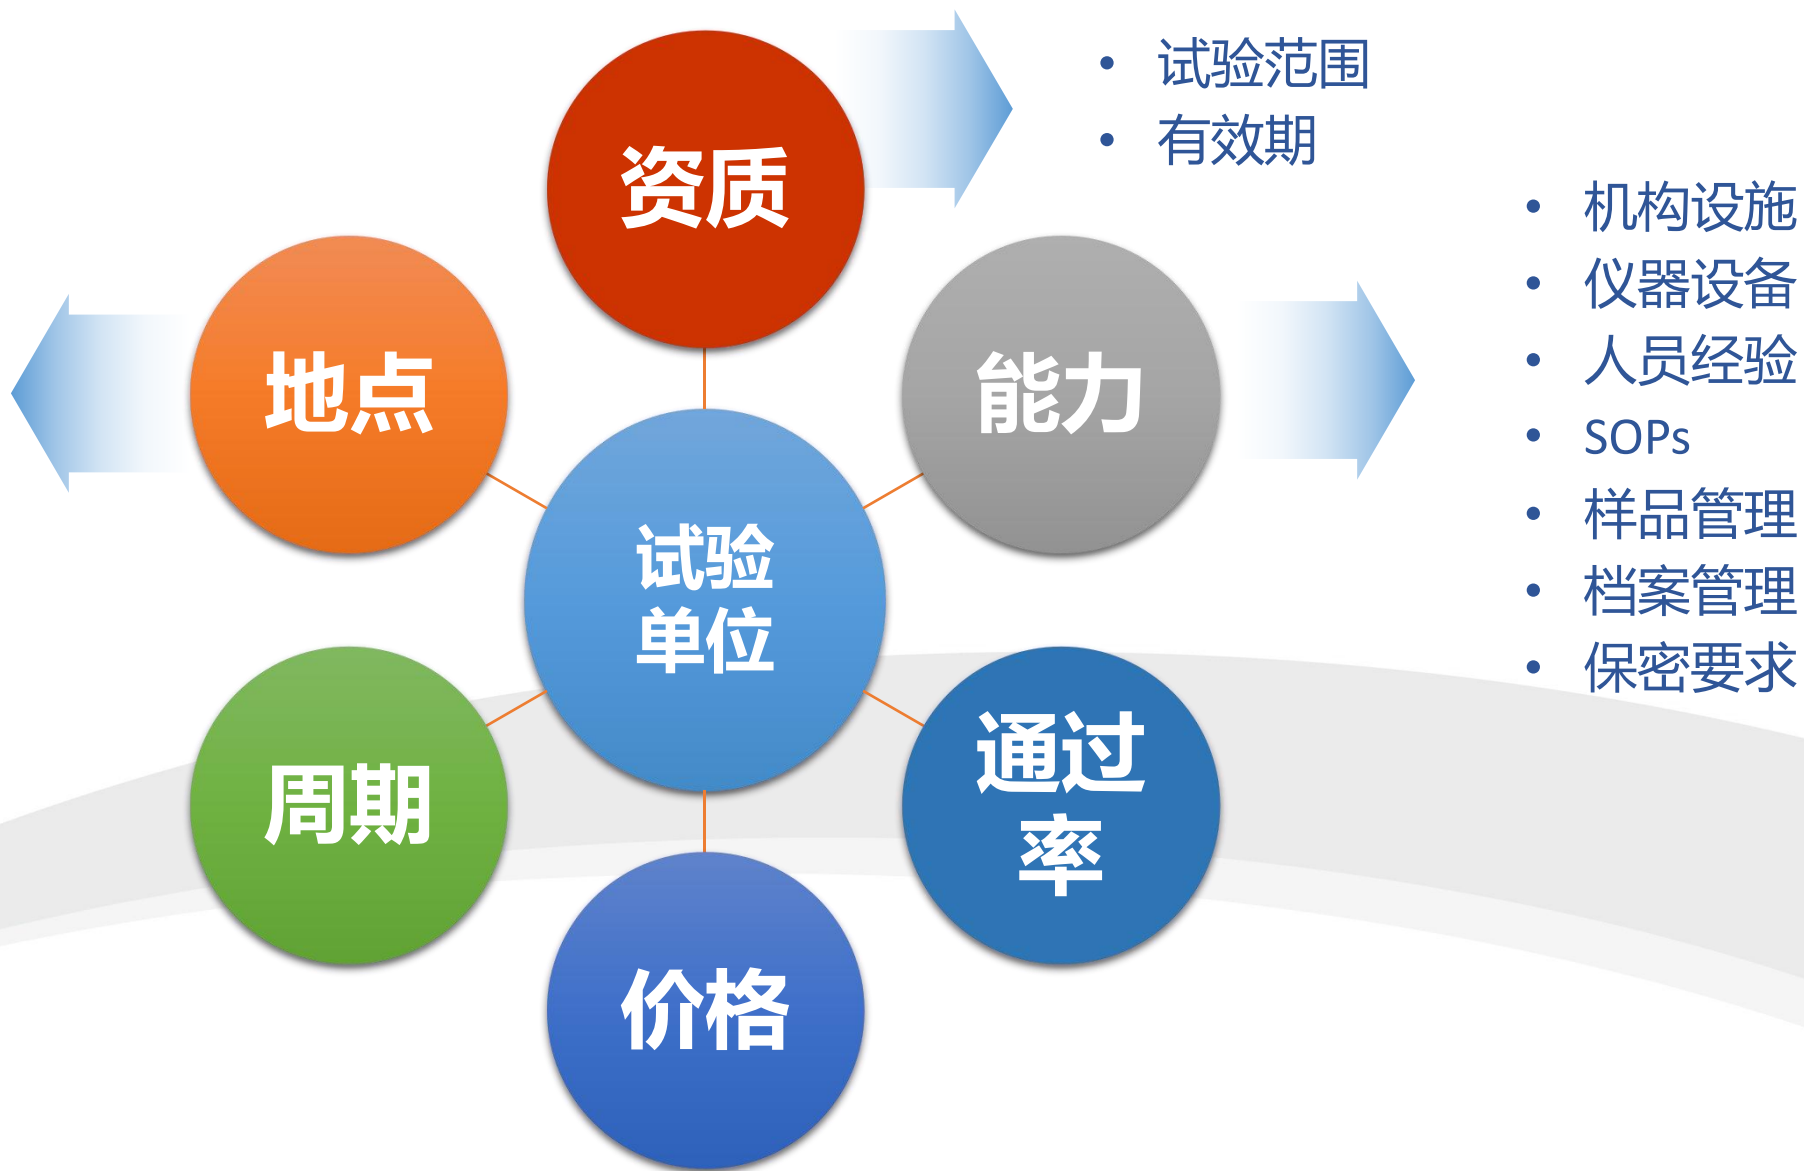 资质
试验范围
有效期
地点
能力
机构设施
仪器设备
人员经验
SOPs
样品管理
档案管理
保密要求
试验
单位
周期
通过
率
价格